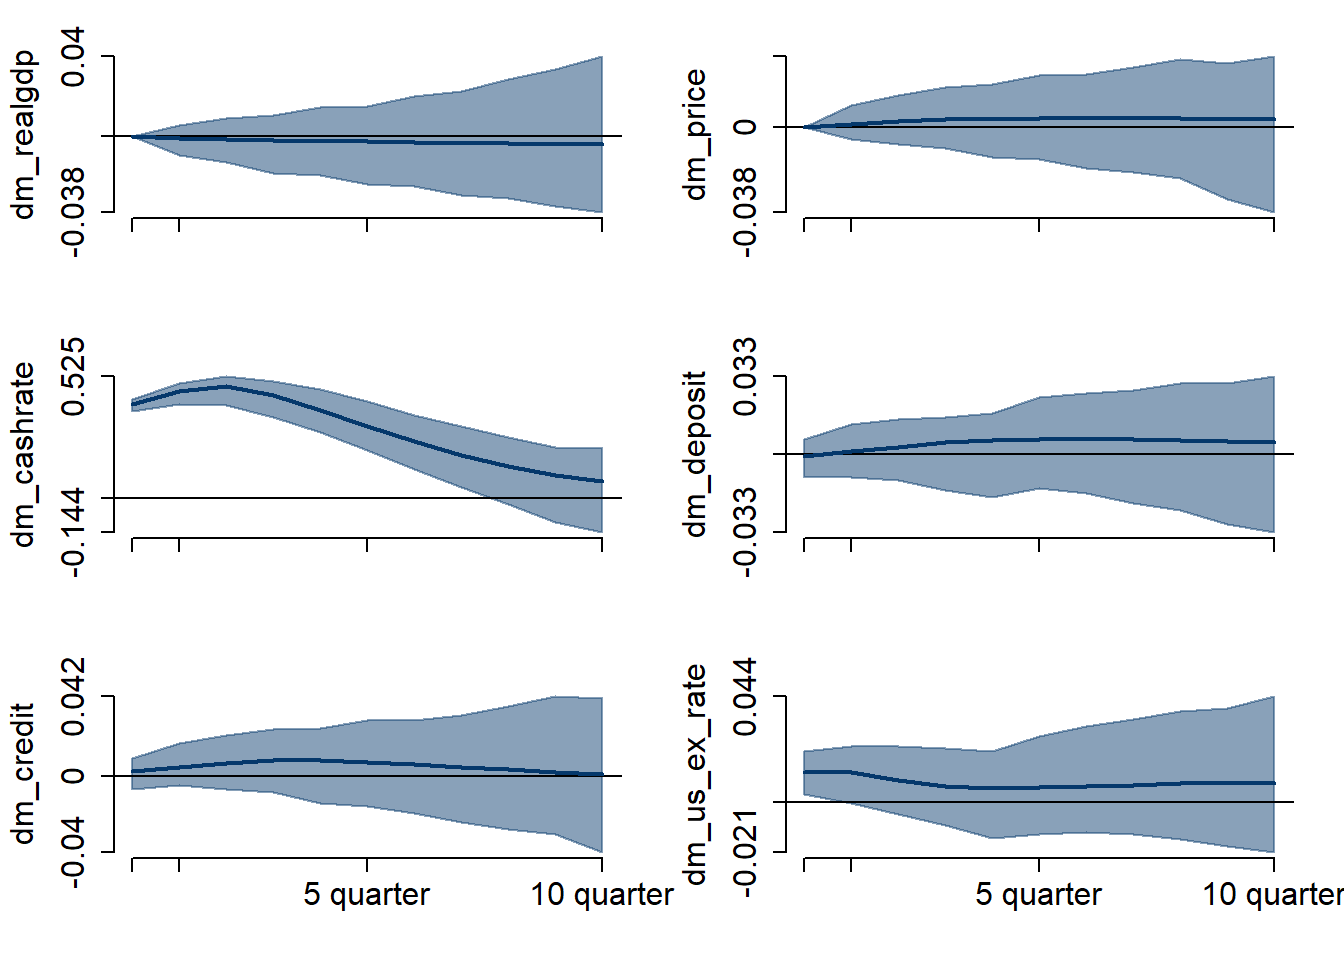 dm_realgdp
0.04
-0.038
dm_price
0
-0.038
dm_cashrate
0.525
-0.144
dm_deposit
0.033
-0.033
dm_credit
0.042
0
-0.04
5 quarter
10 quarter
dm_us_ex_rate
0.044
-0.021
5 quarter
10 quarter